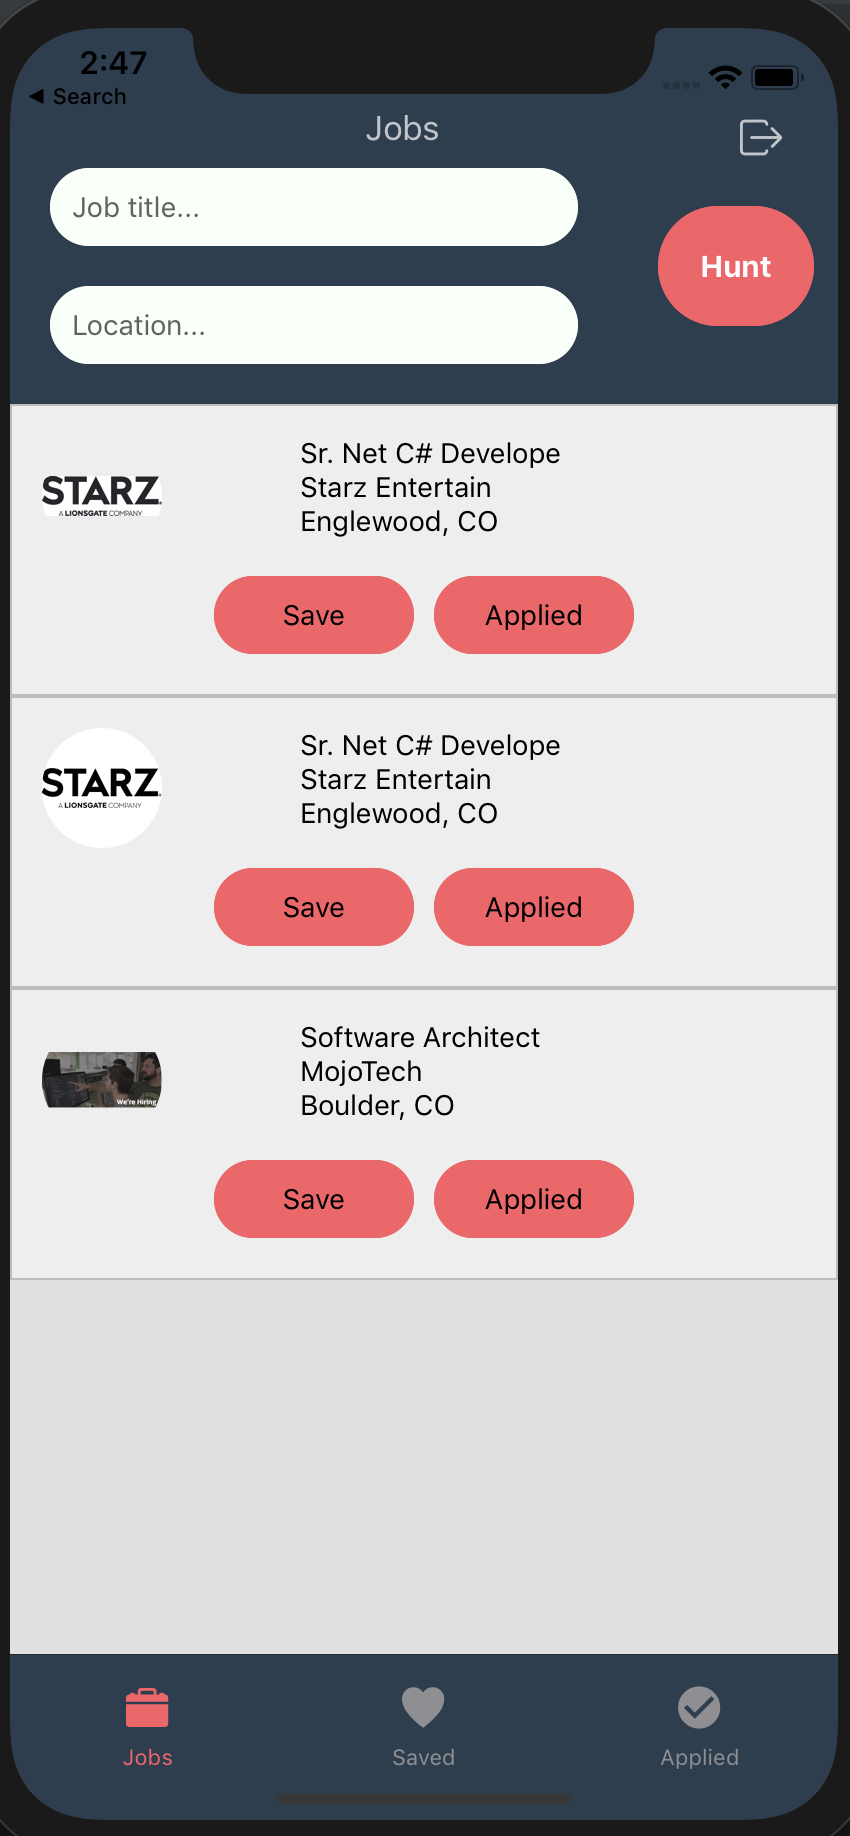 2:47
◀ Search
Jobs
Job title...
Hunt
Location...
STARZ
A LIONSGATE COMPANY
Sr. Net C# Develope
Starz Entertain
Englewood, CO
Save
Applied
STARZ
A LIONSGATE COMPANY
Sr. Net C# Develope
Starz Entertain
Englewood, CO
Save
Applied
We're Hiring
Software Architect
MojoTech
Boulder, CO
Save
Applied
Jobs
Saved
Applied